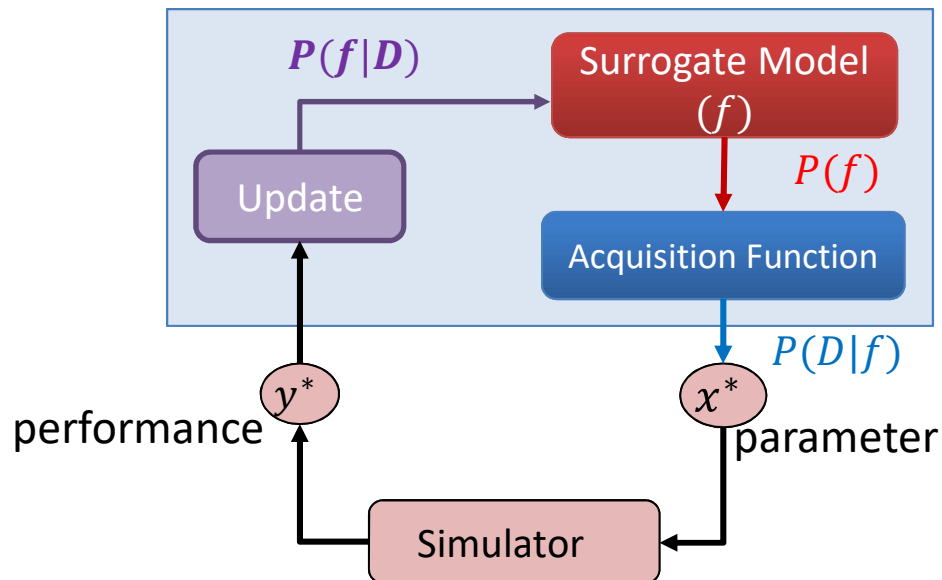 P(f|D)
Surrogate Model
(f)
P(f)
Update
Acquisition Function
P(D|f)
y*
x*
performance
parameter
Simulator